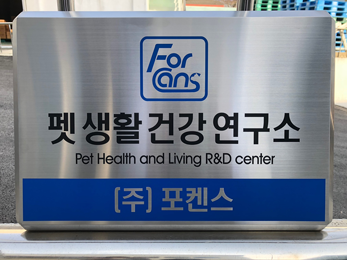 For
Cans
펫 생활 건강 연구소
Pet Health and Living R&D center
(주) 포켄스